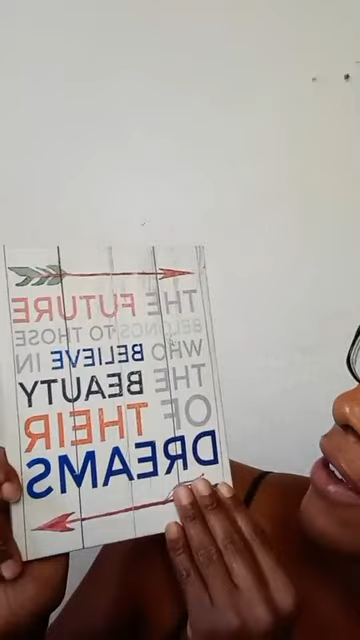 THE FUTURE
BELONGS TO THOSE
WHO BELIEVE IN
THE BEAUTY
OF THEIR
DREAMS